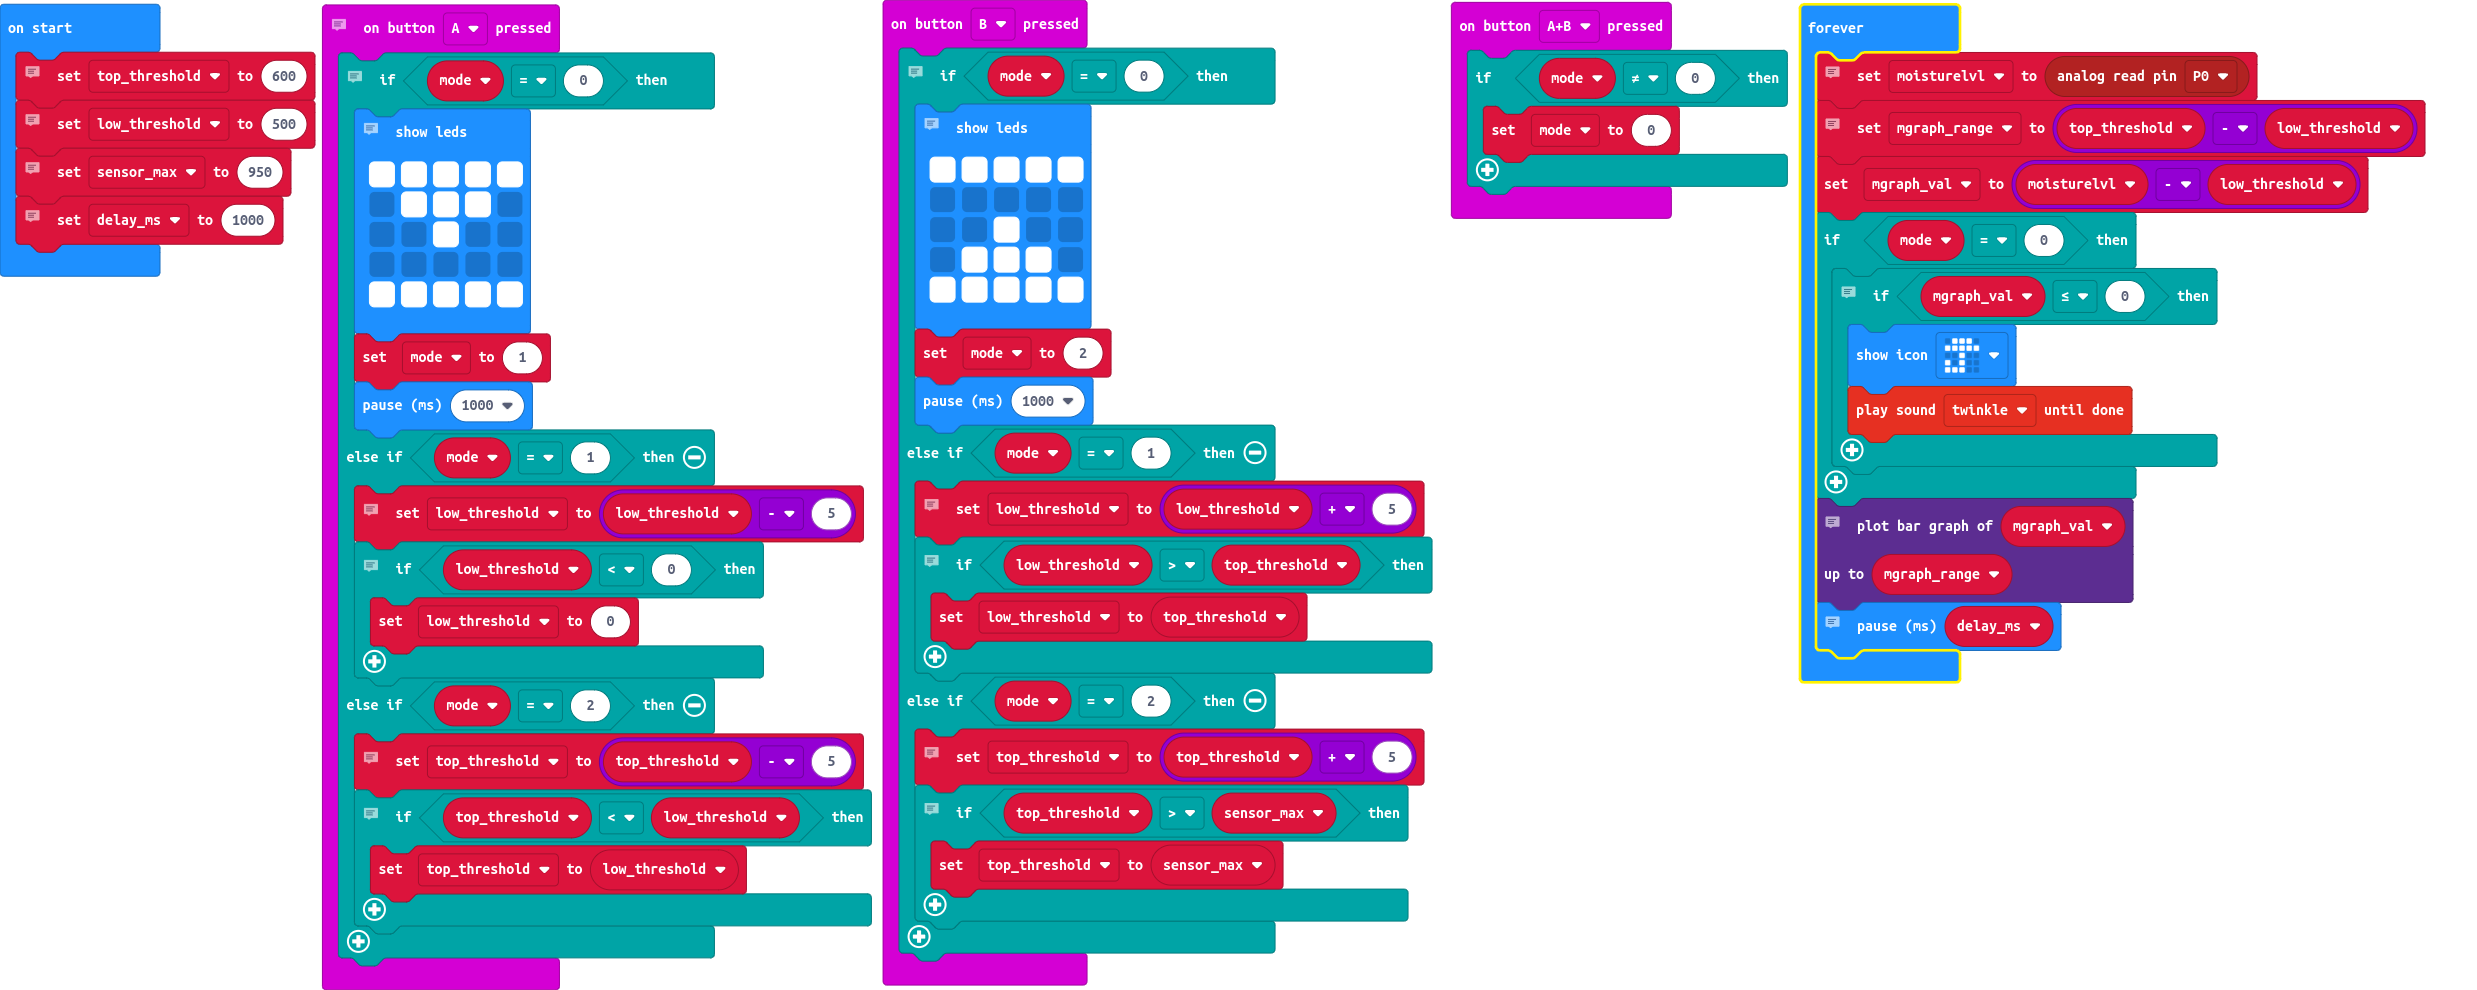 on start
set top_threshold to 600
set low_threshold to 500
set sensor_max to 950
set delay_ms to 1000
on button A pressed
if mode = 0 then
show leds
set mode to 1
pause (ms) 1000
else if mode = 1 then
set low_threshold to low_threshold - 5
if low_threshold < 0 then
set low_threshold to 0
else if mode = 2 then
set top_threshold to top_threshold - 5
if top_threshold < low_threshold then
set top_threshold to low_threshold
on button B pressed
if mode = 0 then
show leds
set mode to 2
pause (ms) 1000
else if mode = 1 then
set low_threshold to low_threshold + 5
if low_threshold > top_threshold then
set low_threshold to top_threshold
else if mode = 2 then
set top_threshold to top_threshold + 5
if top_threshold > sensor_max then
set top_threshold to sensor_max
on button A+B pressed
if mode ≠ 0 then
set mode to 0
forever
set moisturelvl to analog read pin P0
set mgraph_range to top_threshold - low_threshold
set mgraph_val to moisturelvl - low_threshold
if mode = 0 then
if mgraph_val ≤ 0 then
show icon
play sound twinkle until done
plot bar graph of mgraph_val
up to mgraph_range
pause (ms) delay_ms